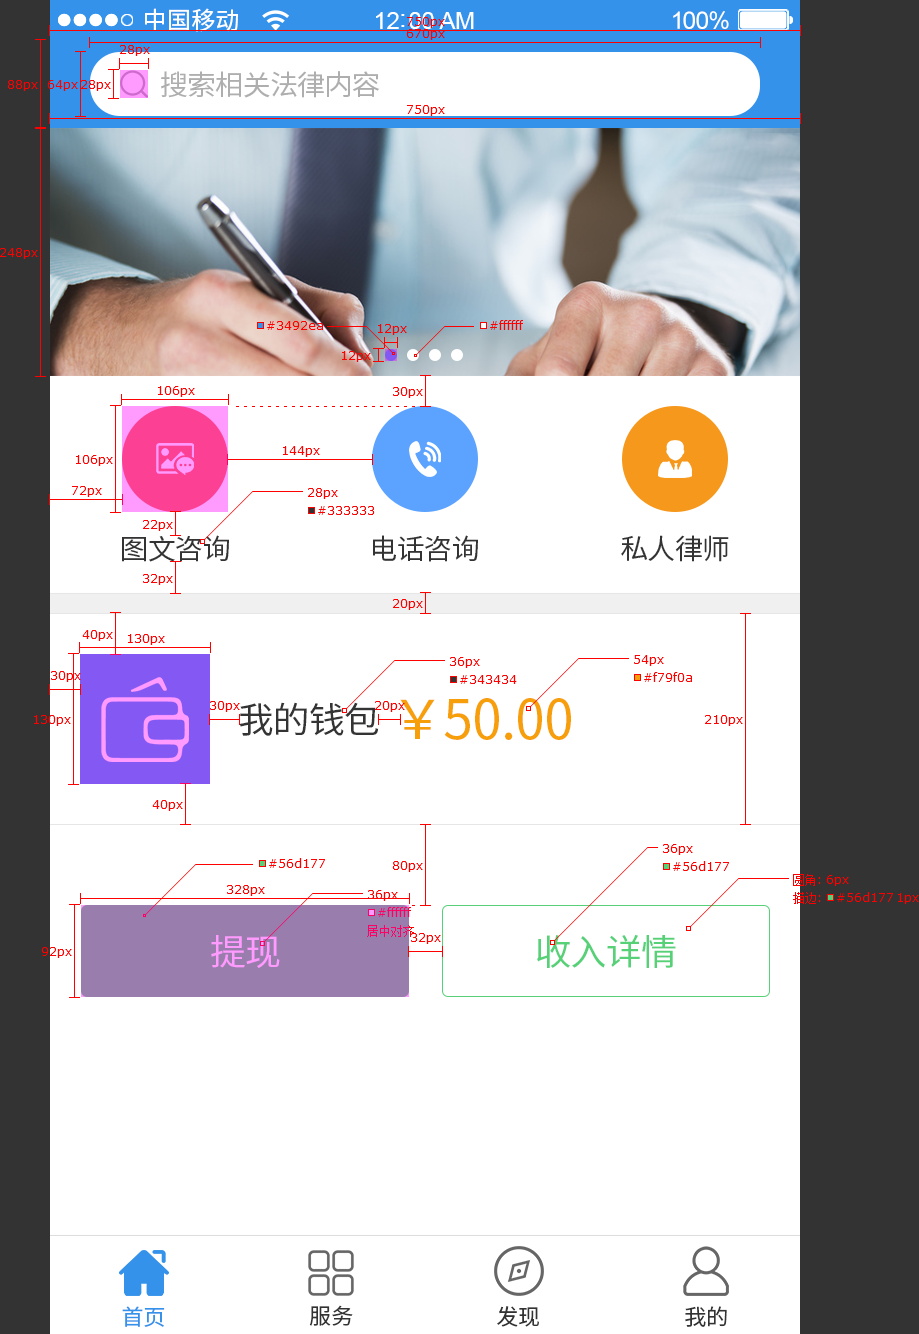 中国移动 12:00 AM 100%
750px
670px
28px
88px 64px 28px 搜索相关法律内容
750px
248px
#3492ea 12px #ffffff
12px
106px 30px
106px 144px
72px 28px
#333333
22px
图文咨询 电话咨询 私人律师
32px
20px
40px 130px
30px 36px 54px
#343434 #f79f0a
130px 30px 我的钱包 20px ￥50.00 210px
40px
#56d177 80px 36px
#56d177
328px 36px 圆角: 6px
#ffffff 描边: #56d177 1px
居中对齐
92px 提现 32px 收入详情
首页 服务 发现 我的